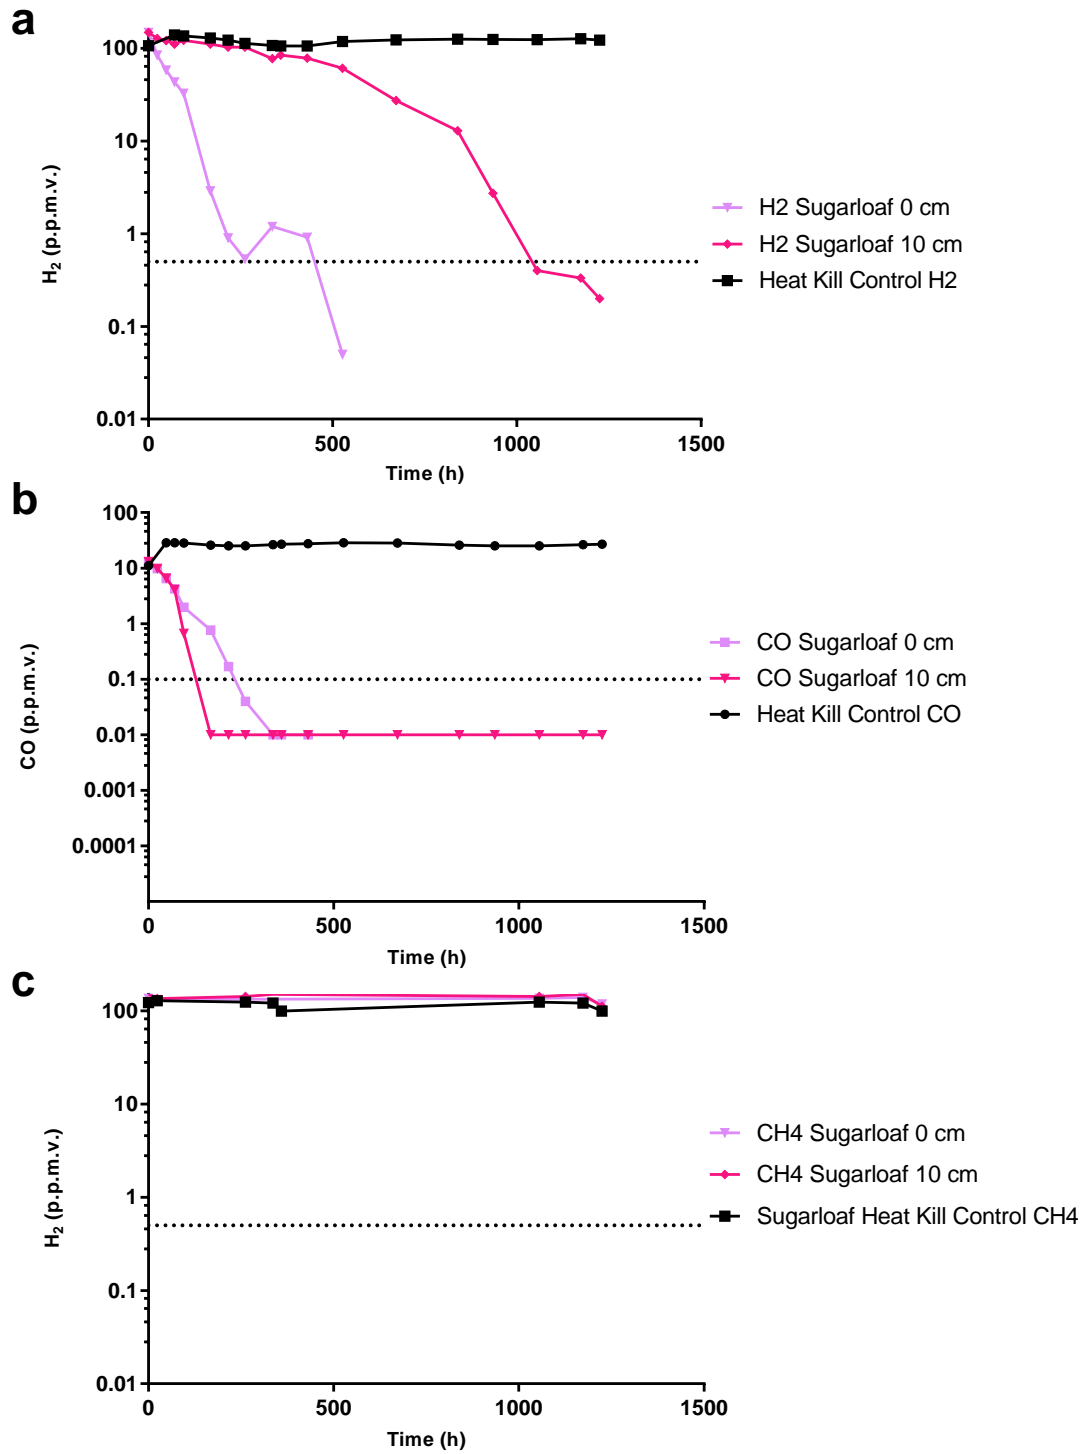 a
100
10
1
0.1
0.01
H2 (p.p.m.v.)
0 500 1000 1500
Time (h)
H2 Sugarloaf 0 cm
H2 Sugarloaf 10 cm
Heat Kill Control H2
b
100
10
1
0.1
0.01
0.001
0.0001
CO (p.p.m.v.)
0 500 1000 1500
Time (h)
CO Sugarloaf 0 cm
CO Sugarloaf 10 cm
Heat Kill Control CO
c
100
10
1
0.1
0.01
H2 (p.p.m.v.)
0 500 1000 1500
Time (h)
CH4 Sugarloaf 0 cm
CH4 Sugarloaf 10 cm
Sugarloaf Heat Kill Control CH4